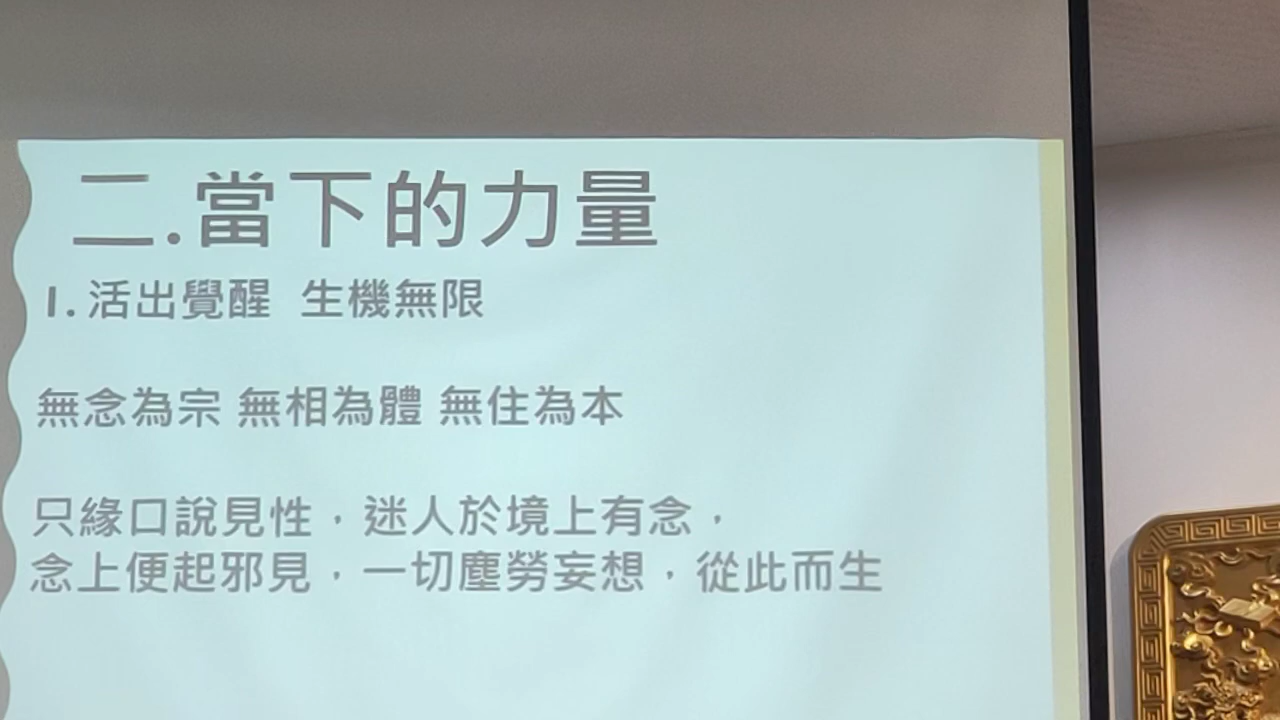 二.當下的力量
1.活出覺醒 生機無限
無念為宗 無相為體 無住為本
只緣口說見性，迷人於境上有念，
念上便起邪見，一切塵勞妄想，從此而生